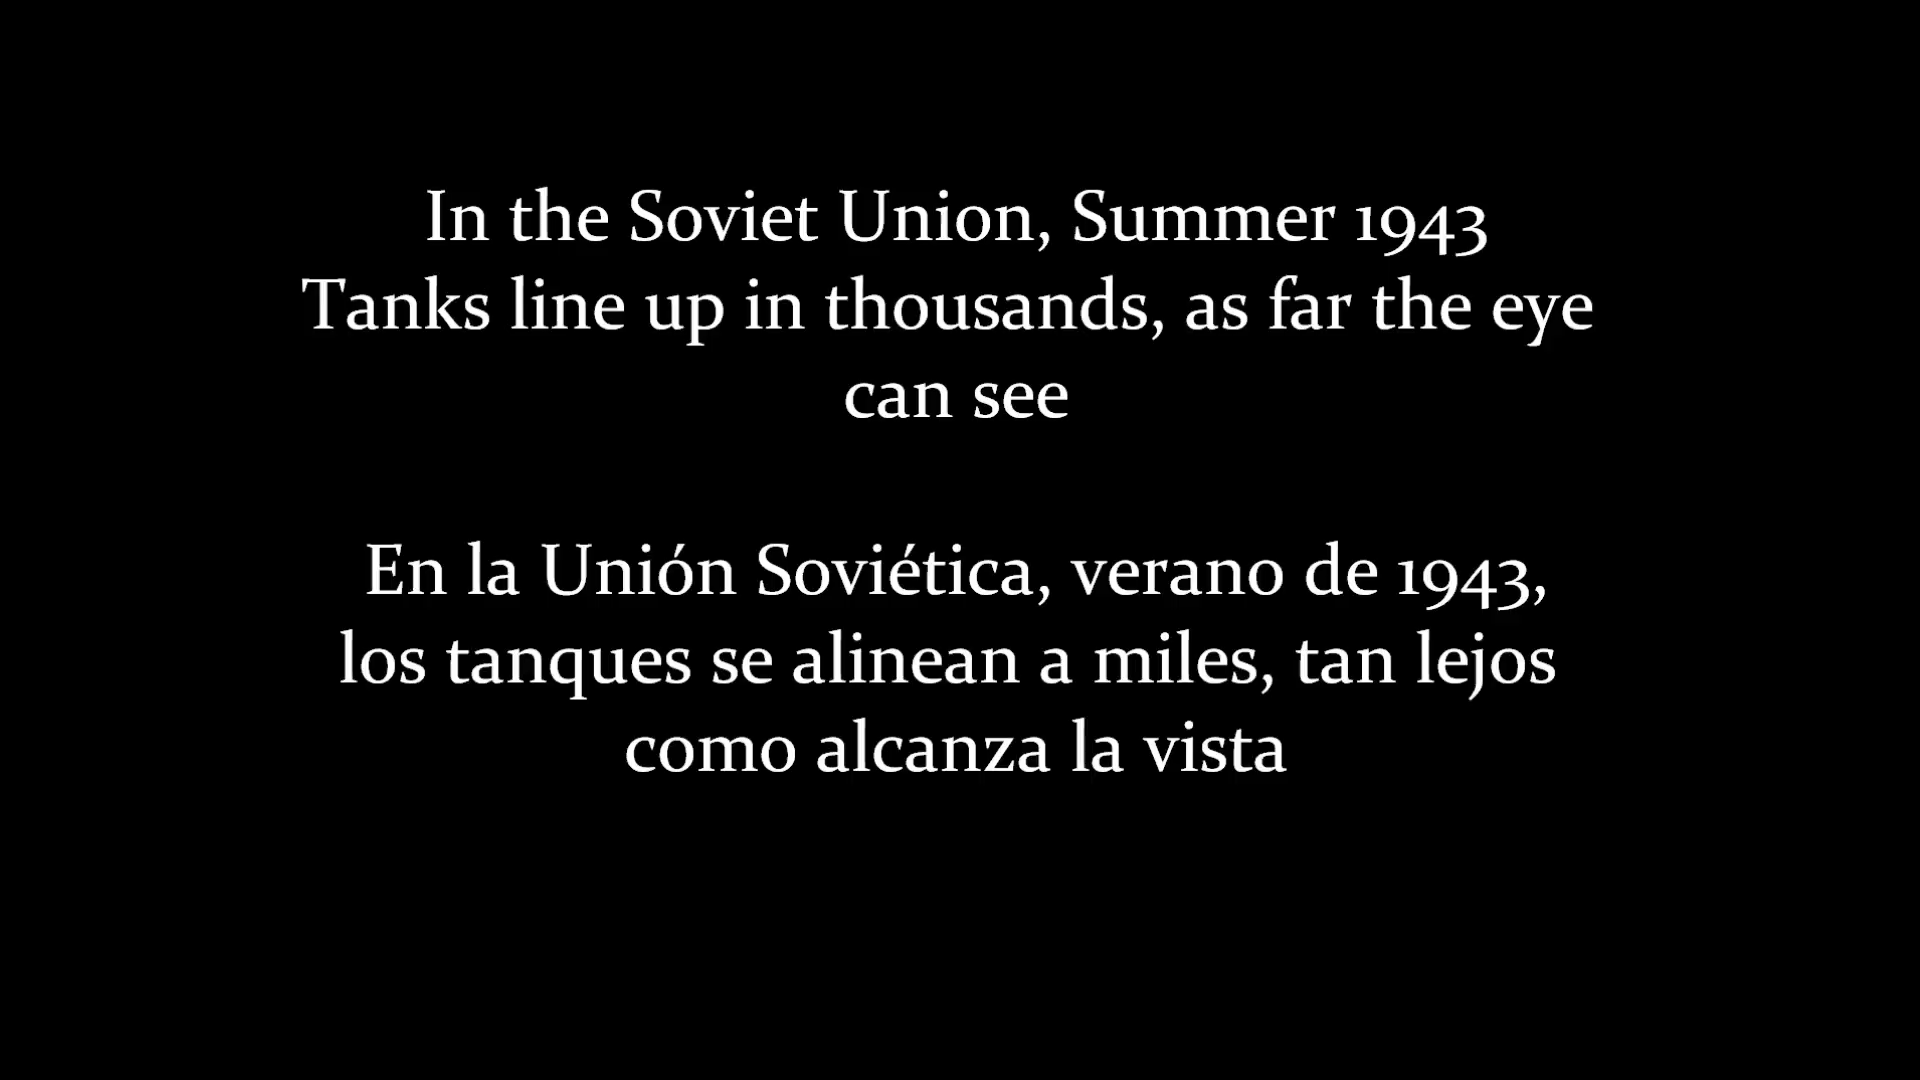 In the Soviet Union, Summer 1943
Tanks line up in thousands, as far the eye
can see
En la Unión Soviética, verano de 1943,
los tanques se alinean a miles, tan lejos
como alcanza la vista